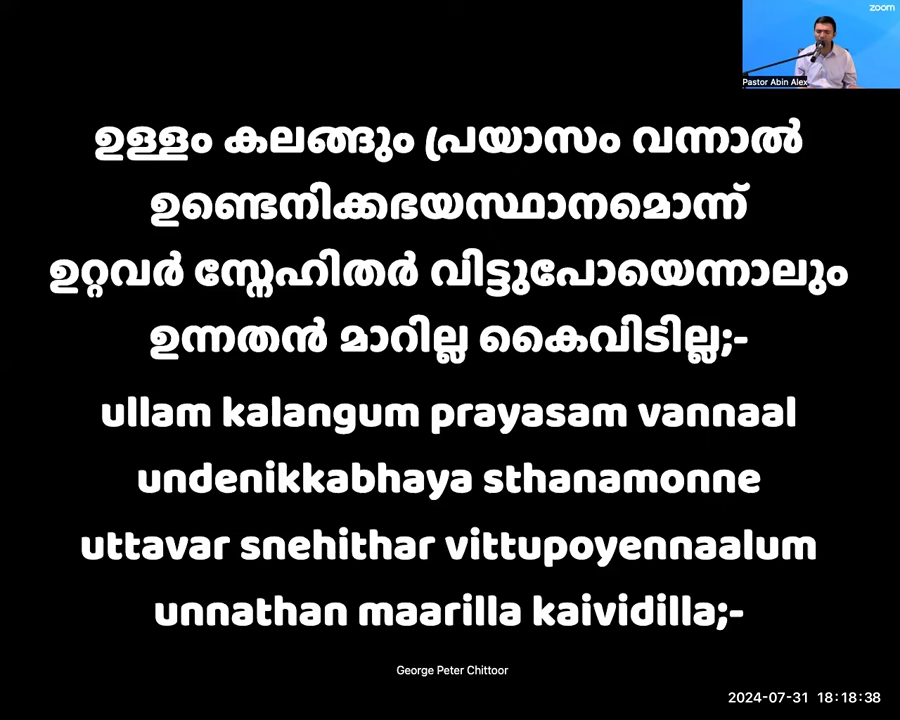 zoom
Pastor Abin Alex
ഉള്ളം കലങ്ങും പ്രയാസം വന്നാൽ
ഉണ്ടെനിക്കഭയസ്ഥാനമൊന്ന്
ഉറ്റവർ സ്നേഹിതർ വിട്ടുപോയെന്നാലും
ഉന്നതൻ മാറില്ല കൈവിടില്ല;-
ullam kalangum prayasam vannaal
undenikkabhaya sthanamonne
uttavar snehithar vittupoyennaalum
unnathan maarilla kaividilla;-
George Peter Chittoor
2024-07-31 18:18:38